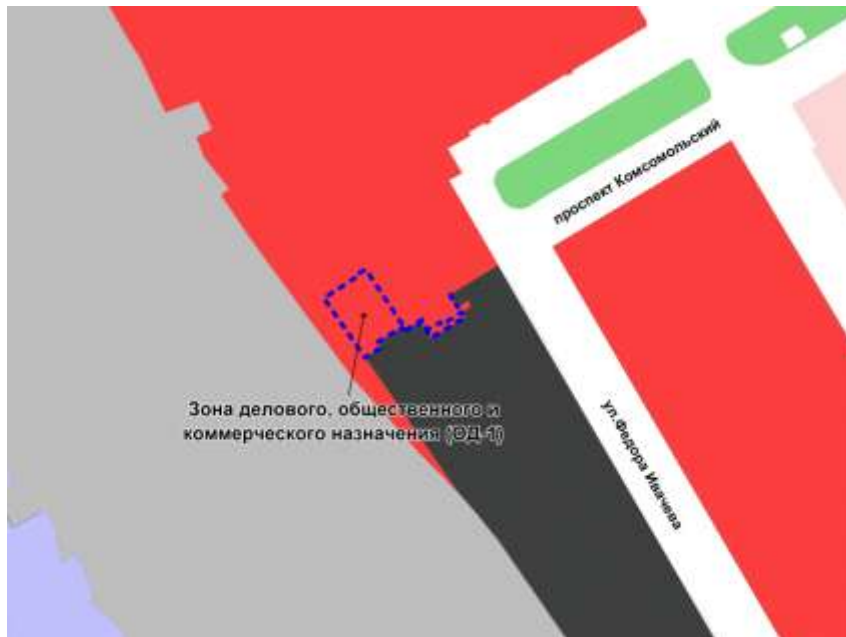 проспект Комсомольский
Зона делового, общественного и
коммерческого назначения (ОД-1)
ул.Федора Ивачева